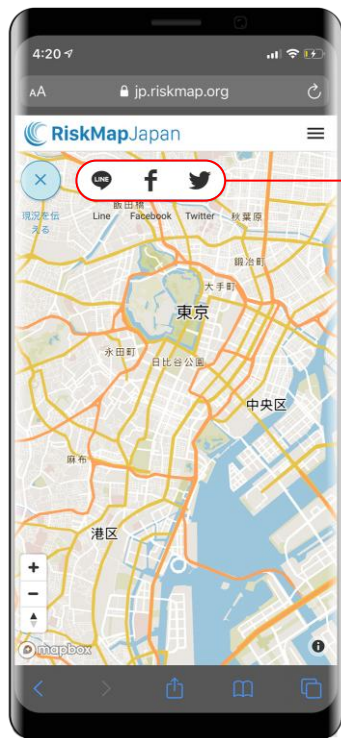 4:20
AA jp.riskmap.org
RiskMapJapan
LINE
飯田橋
現況を伝
える
Line Facebook Twitter 秋葉原
鍛冶町
大手町
東京
永田町
日比谷公園
中央区
麻布
港区
+
−
mapbox
i